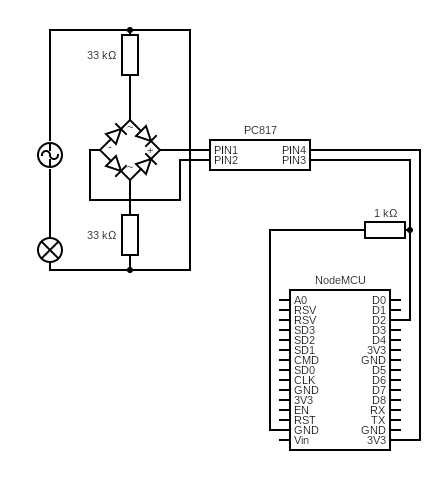 33 kΩ
~
-
+
~
33 kΩ
PC817
PIN1 PIN4
PIN2 PIN3
1 kΩ
NodeMCU
A0 D0
RSV D1
RSV D2
SD3 D3
SD2 D4
SD1 3V3
CMD GND
SD0 D5
CLK D6
GND D7
3V3 D8
EN RX
RST TX
GND GND
Vin 3V3